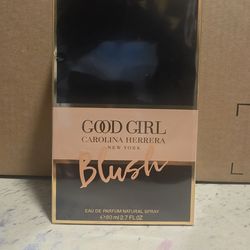 GOOD GIRL
CAROLINA HERRERA
NEW YORK
Blush
EAU DE PARFUM NATURAL SPRAY
e 80 ml 2.7 FL. OZ